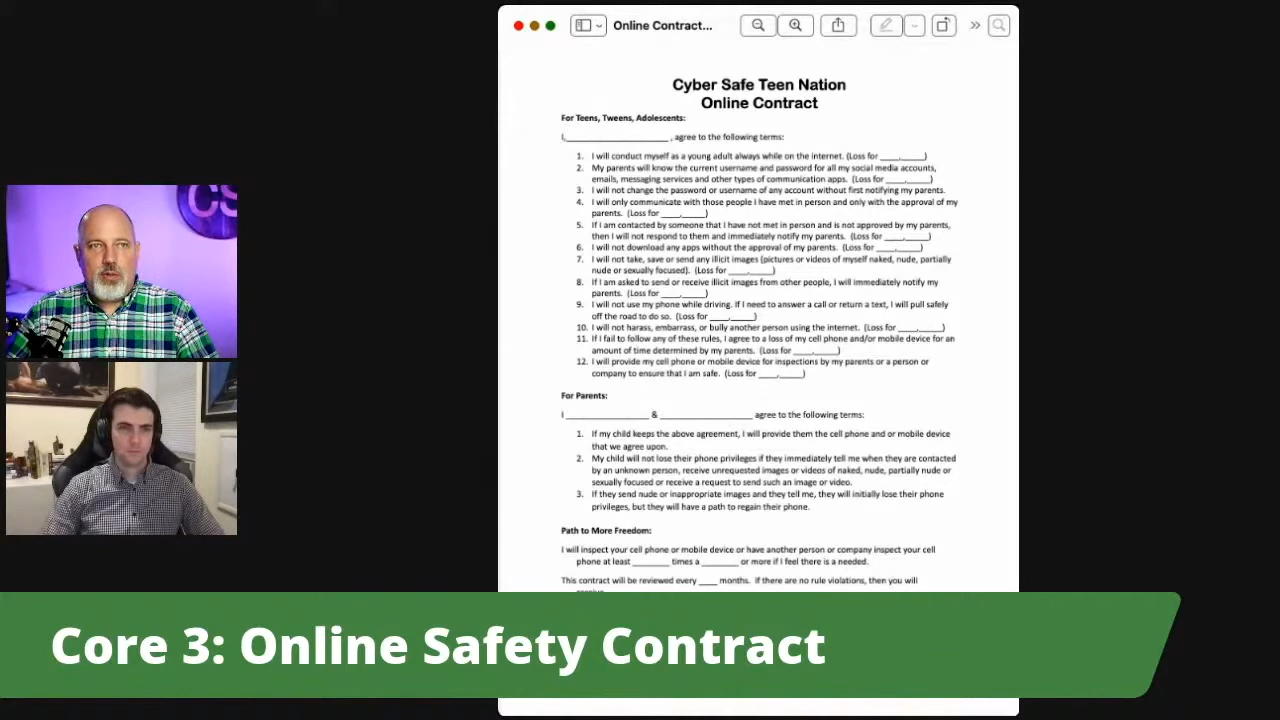 Online Contract...
Cyber Safe Teen Nation
Online Contract
For Teens, Tweens, Adolescents:
I,____________________ , agree to the following terms:
1. I will conduct myself as a young adult always while on the internet. (Loss for ____,_____)
2. My parents will know the current username and password for all my social media accounts,
emails, messaging services and other types of communication apps. (Loss for ____,_____)
3. I will not change the password or username of any account without first notifying my parents.
4. I will only communicate with those people I have met in person and only with the approval of my
parents. (Loss for ____,_____)
5. If I am contacted by someone that I have not met in person and is not approved by my parents,
then I will not respond to them and immediately notify my parents. (Loss for ____,_____)
6. I will not download any apps without the approval of my parents. (Loss for ____,_____)
7. I will not take, save or send any illicit images (pictures or videos of myself naked, nude, partially
nude or sexually focused). (Loss for ____,_____)
8. If I am asked to send or receive illicit images from other people, I will immediately notify my
parents. (Loss for ____,_____)
9. I will not use my phone while driving. If I need to answer a call or return a text, I will pull safely
off the road to do so. (Loss for ____,_____)
10. I will not harass, embarrass, or bully another person using the internet. (Loss for ____,_____)
11. If I fail to follow any of these rules, I agree to a loss of my cell phone and/or mobile device for an
amount of time determined by my parents. (Loss for ____,_____)
12. I will provide my cell phone or mobile device for inspections by my parents or a person or
company to ensure that I am safe. (Loss for ____,_____)
For Parents:
I ________________ & __________________ agree to the following terms:
1. If my child keeps the above agreement, I will provide them the cell phone and or mobile device
that we agree upon.
2. My child will not lose their phone privileges if they immediately tell me when they are contacted
by an unknown person, receive unrequested images or videos of naked, nude, partially nude or
sexually focused or receive a request to send such an image or video.
3. If they send nude or inappropriate images and they tell me, they will initially lose their phone
privileges, but they will have a path to regain their phone.
Path to More Freedom:
I will inspect your cell phone or mobile device or have another person or company inspect your cell
phone at least _______ times a _______ or more if I feel there is a needed.
This contract will be reviewed every ____ months. If there are no rule violations, then you will
Core 3: Online Safety Contract